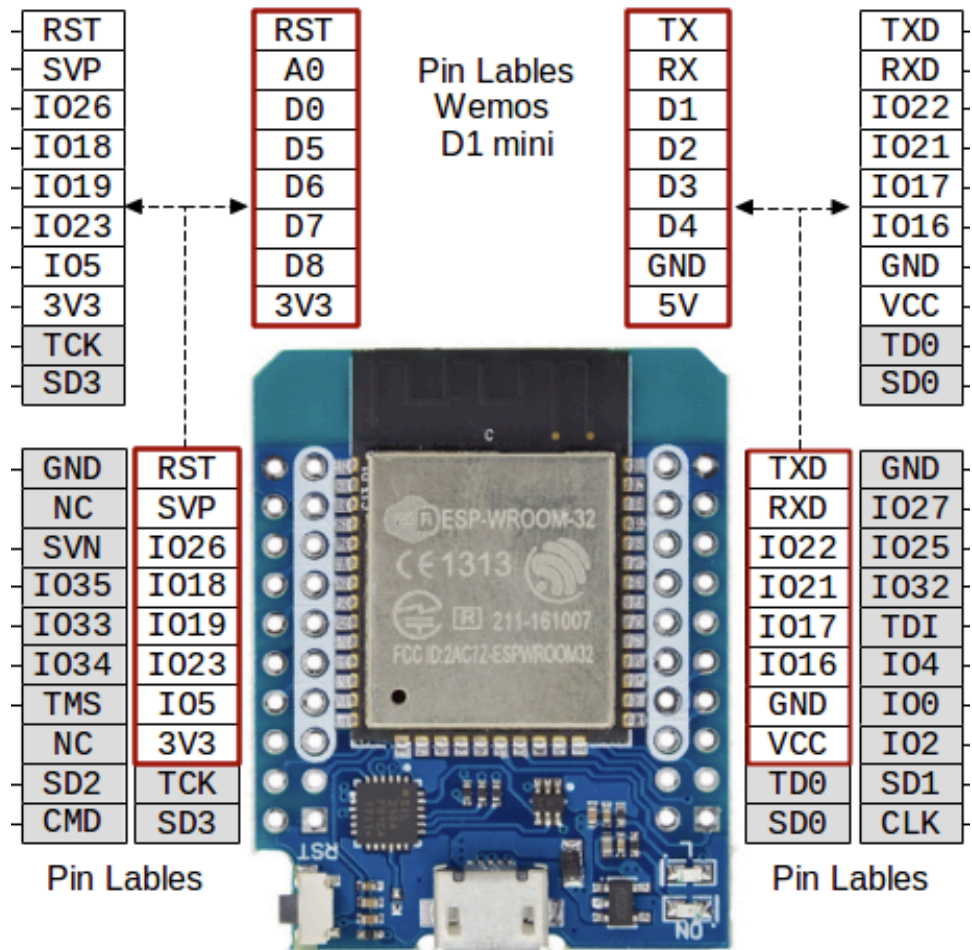 RST RST TX TXD
SVP A0 RX RXD
IO26 D0 D1 IO22
IO18 D5 D2 IO21
IO19 D6 D3 IO17
IO23 D7 D4 IO16
IO5 D8 GND GND
3V3 3V3 5V VCC
TCK TD0
SD3 SD0
Pin Lables
Wemos
D1 mini
GND RST TXD GND
NC SVP RXD IO27
SVN IO26 IO22 IO25
IO35 IO18 IO21 IO32
IO33 IO19 IO17 TDI
IO34 IO23 IO16 IO4
TMS IO5 GND IO0
NC 3V3 VCC IO2
SD2 TCK TD0 SD1
CMD SD3 SD0 CLK
C
ESP-WROOM-32
CE1313
R 211-161007
FCC ID:2AC7Z-ESPWROOM32
RST
ON
Pin Lables
Pin Lables